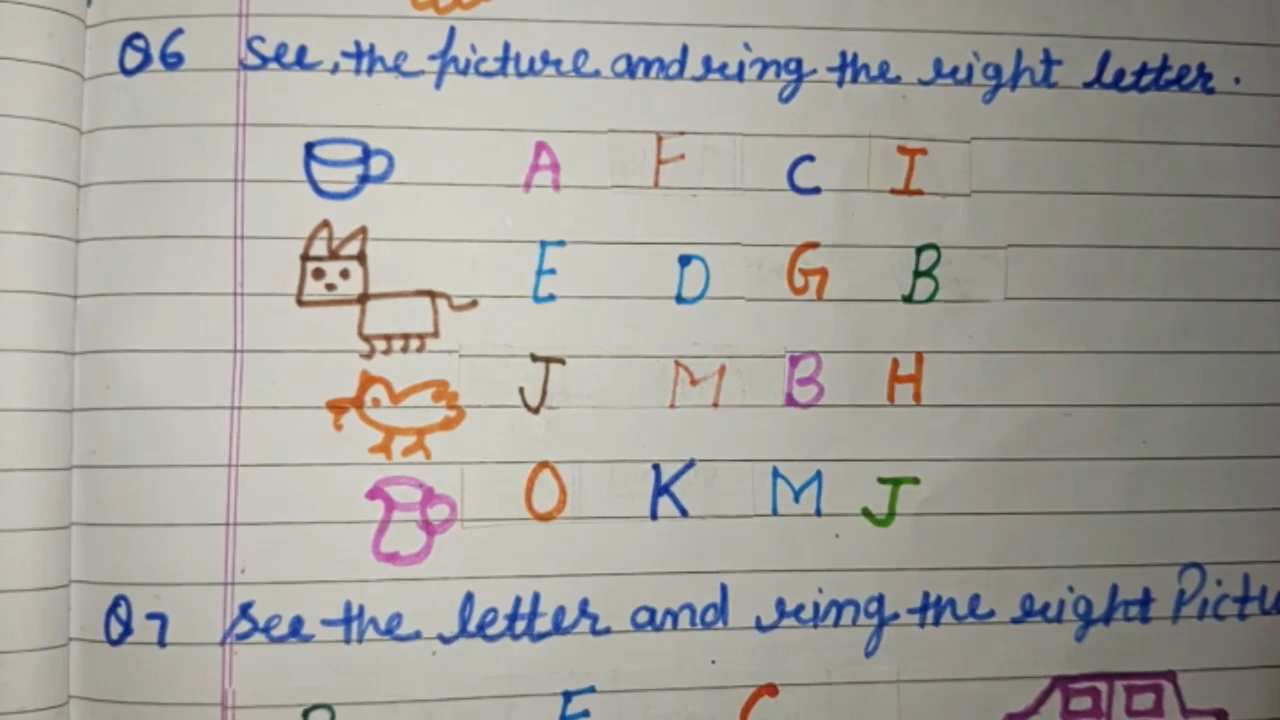 Q6 See, the picture and ring the right letter.
A F C I
E D G B
J M B H
O K M J
Q7 See the letter and ring the right Pictu